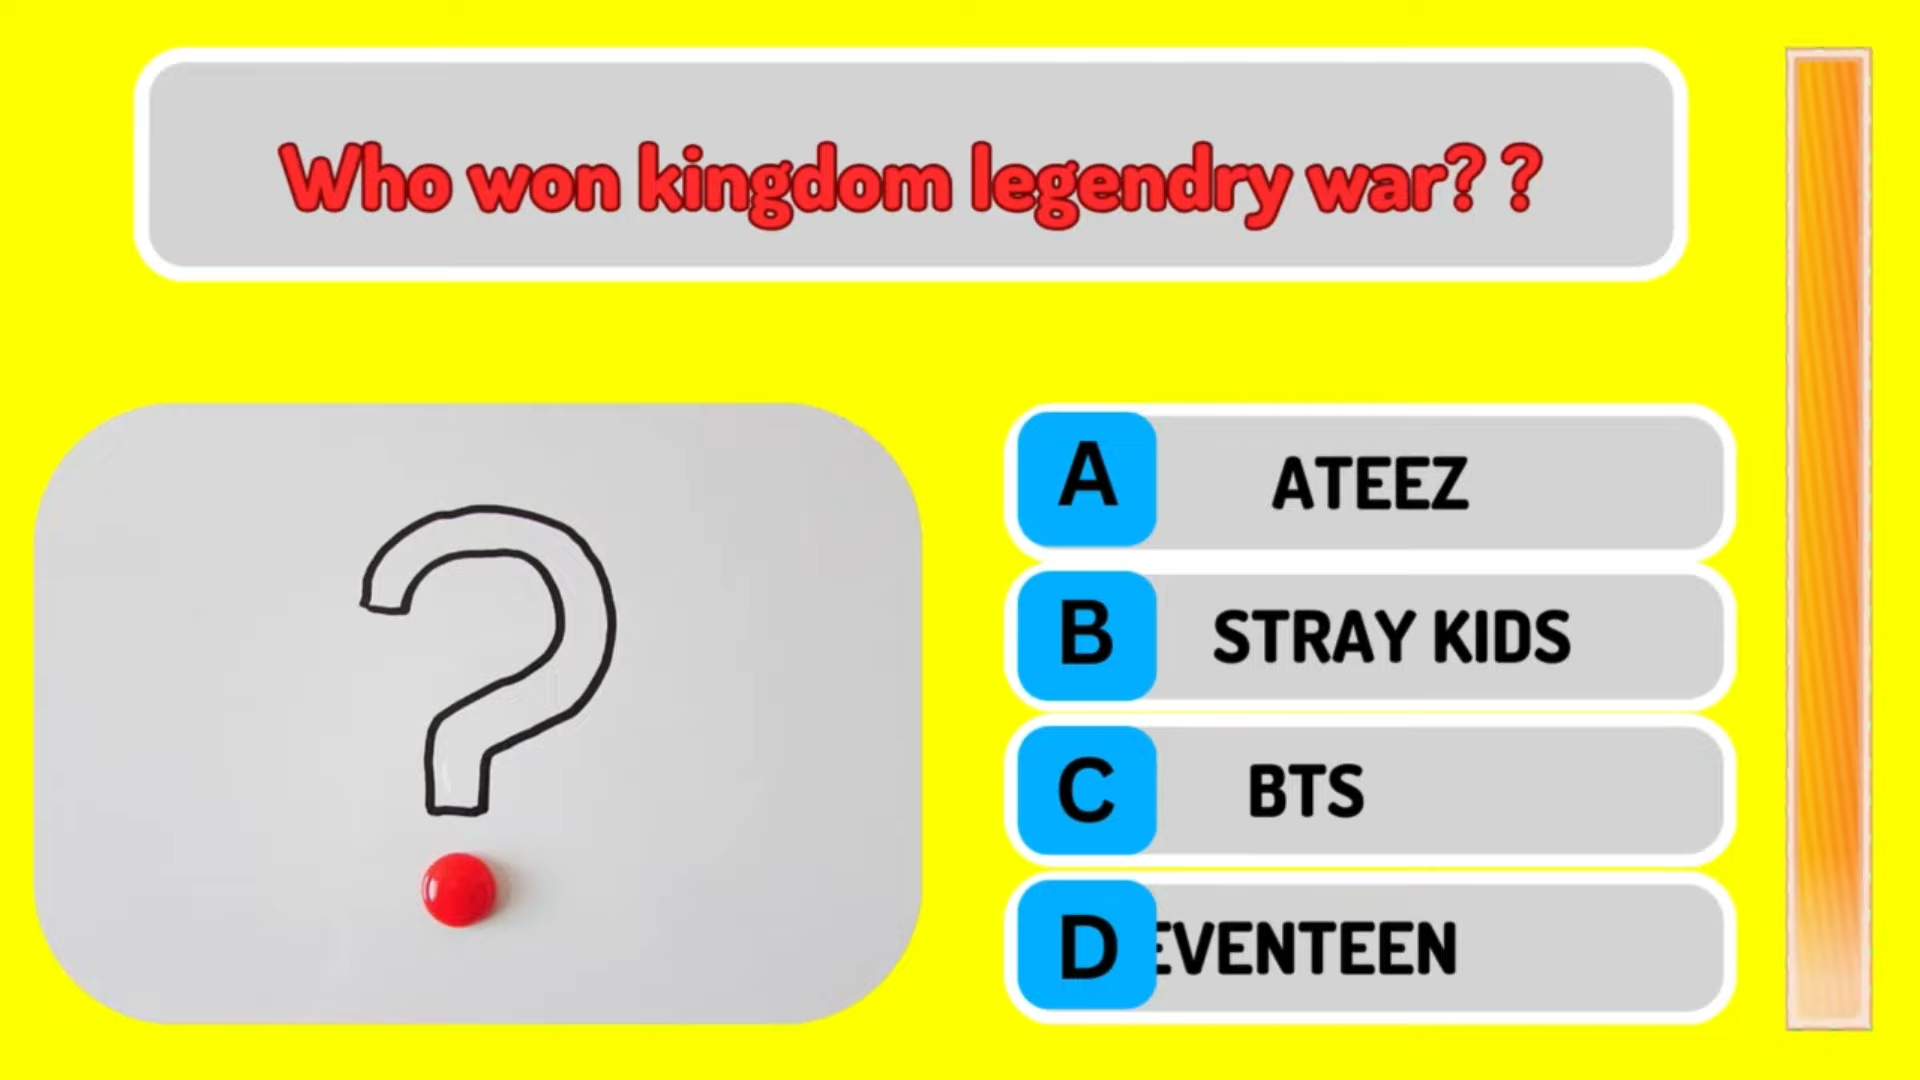 Who won kingdom legendry war? ?
A ATEEZ
B STRAY KIDS
C BTS
D EVENTEEN